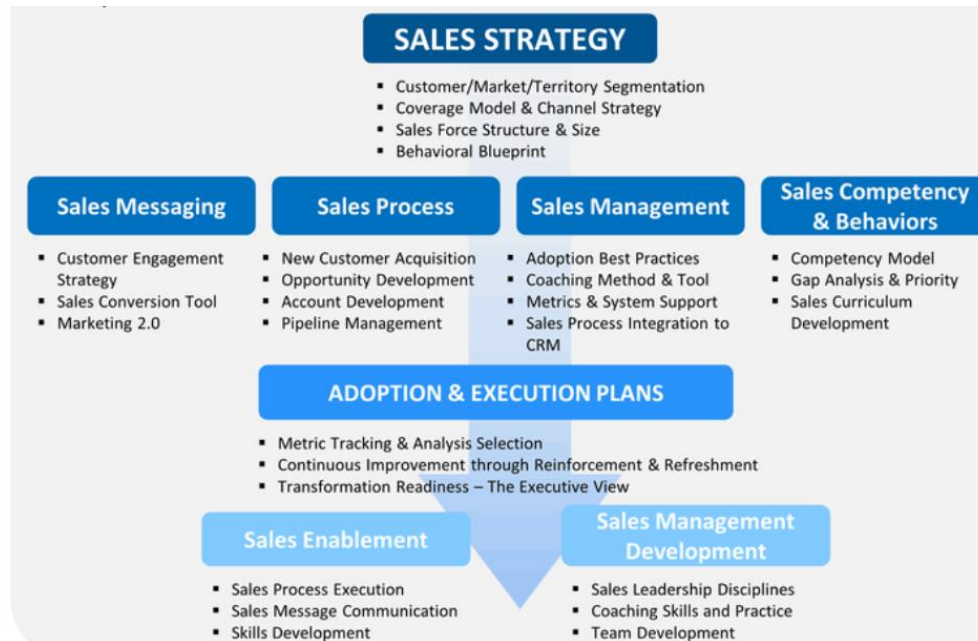 SALES STRATEGY
▪ Customer/Market/Territory Segmentation
▪ Coverage Model & Channel Strategy
▪ Sales Force Structure & Size
▪ Behavioral Blueprint
Sales Messaging
▪ Customer Engagement
Strategy
▪ Sales Conversion Tool
▪ Marketing 2.0
Sales Process
▪ New Customer Acquisition
▪ Opportunity Development
▪ Account Development
▪ Pipeline Management
Sales Management
▪ Adoption Best Practices
▪ Coaching Method & Tool
▪ Metrics & System Support
▪ Sales Process Integration to
CRM
Sales Competency
& Behaviors
▪ Competency Model
▪ Gap Analysis & Priority
▪ Sales Curriculum
Development
ADOPTION & EXECUTION PLANS
▪ Metric Tracking & Analysis Selection
▪ Continuous Improvement through Reinforcement & Refreshment
▪ Transformation Readiness – The Executive View
Sales Enablement
▪ Sales Process Execution
▪ Sales Message Communication
▪ Skills Development
Sales Management
Development
▪ Sales Leadership Disciplines
▪ Coaching Skills and Practice
▪ Team Development